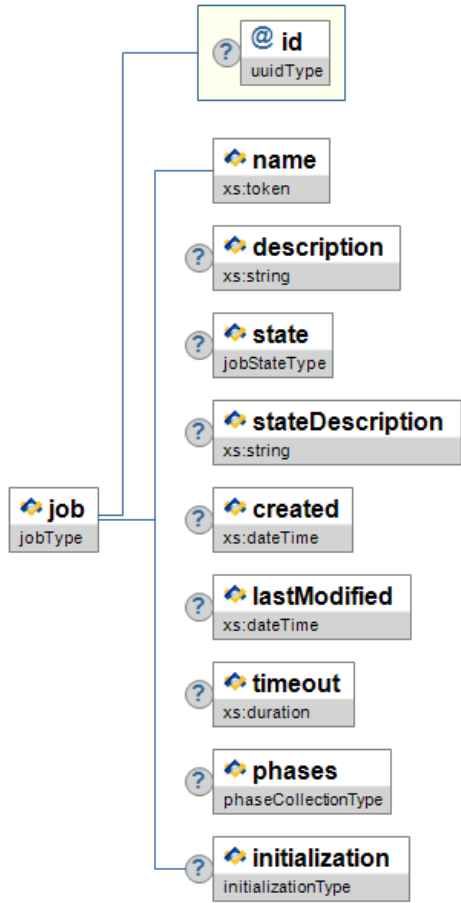 ? @ id
uuidType
name
xs:token
? description
xs:string
? state
jobStateType
? stateDescription
xs:string
job
jobType
? created
xs:dateTime
? lastModified
xs:dateTime
? timeout
xs:duration
? phases
phaseCollectionType
? initialization
initializationType